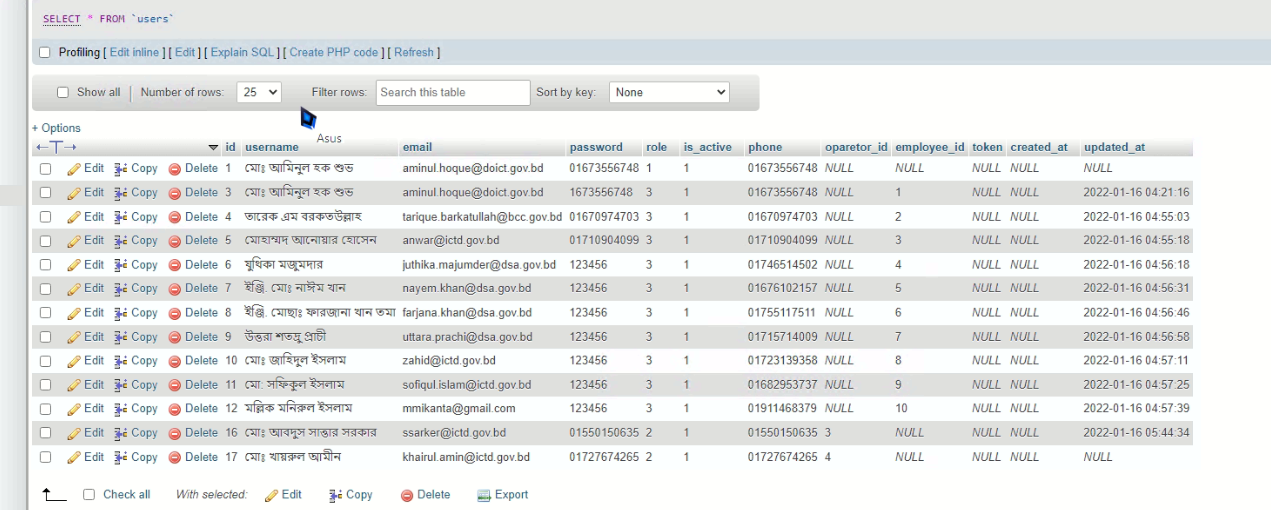 SELECT * FROM `users`
Profiling [ Edit inline ] [ Edit ] [ Explain SQL ] [ Create PHP code ] [ Refresh ]
Show all Number of rows: 25 Filter rows: Search this table Sort by key: None
Asus
+ Options
id username email password role is_active phone oparetor_id employee_id token created_at updated_at
Edit Copy Delete 1 মোঃ আমিনুল হক শুভ aminul.hoque@doict.gov.bd 01673556748 1 1 01673556748 NULL NULL NULL NULL NULL
Edit Copy Delete 3 মোঃ আমিনুল হক শুভ aminul.hoque@doict.gov.bd 1673556748 3 1 01673556748 NULL 1 NULL NULL 2022-01-16 04:21:16
Edit Copy Delete 4 তারেক এম বরকতউল্লাহ tarique.barkatullah@bcc.gov.bd 01670974703 3 1 01670974703 NULL 2 NULL NULL 2022-01-16 04:55:03
Edit Copy Delete 5 মোহাম্মদ আনোয়ার হোসেন anwar@ictd.gov.bd 01710904099 3 1 01710904099 NULL 3 NULL NULL 2022-01-16 04:55:18
Edit Copy Delete 6 যুথিকা মজুমদার juthika.majumder@dsa.gov.bd 123456 3 1 01746514502 NULL 4 NULL NULL 2022-01-16 04:56:18
Edit Copy Delete 7 ইঞ্জি. মোঃ নাঈম খান nayem.khan@dsa.gov.bd 123456 3 1 01676102157 NULL 5 NULL NULL 2022-01-16 04:56:31
Edit Copy Delete 8 ইঞ্জি. মোছাঃ ফারজানা খান তমা farjana.khan@dsa.gov.bd 123456 3 1 01755117511 NULL 6 NULL NULL 2022-01-16 04:56:46
Edit Copy Delete 9 উত্তরা শতদ্রু প্রাচী uttara.prachi@dsa.gov.bd 123456 3 1 01715714009 NULL 7 NULL NULL 2022-01-16 04:56:58
Edit Copy Delete 10 মোঃ জাহিদুল ইসলাম zahid@ictd.gov.bd 123456 3 1 01723139358 NULL 8 NULL NULL 2022-01-16 04:57:11
Edit Copy Delete 11 মো: সফিকুল ইসলাম sofiqul.islam@ictd.gov.bd 123456 3 1 01682953737 NULL 9 NULL NULL 2022-01-16 04:57:25
Edit Copy Delete 12 মল্লিক মনিরুল ইসলাম mmikanta@gmail.com 123456 3 1 01911468379 NULL 10 NULL NULL 2022-01-16 04:57:39
Edit Copy Delete 16 মোঃ আবদুস সাত্তার সরকার ssarker@ictd.gov.bd 01550150635 2 1 01550150635 3 NULL NULL NULL 2022-01-16 05:44:34
Edit Copy Delete 17 মোঃ খায়রুল আমীন khairul.amin@ictd.gov.bd 01727674265 2 1 01727674265 4 NULL NULL NULL NULL
Check all With selected: Edit Copy Delete Export